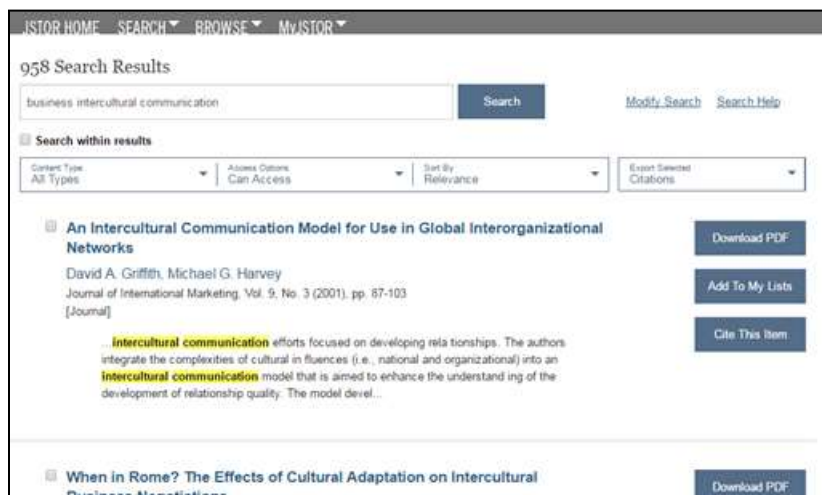 JSTOR HOME SEARCH BROWSE MyJSTOR
958 Search Results
business intercultural communication
Search
Modify Search Search Help
Search within results
Content Type
All Types
Access Options
Can Access
Sort By
Relevance
Export Selected
Citations
An Intercultural Communication Model for Use in Global Interorganizational
Networks
Download PDF
David A. Griffith, Michael G. Harvey
Journal of International Marketing, Vol. 9, No. 3 (2001), pp. 87-103
[Journal]
Add To My Lists
Cite This Item
...intercultural communication efforts focused on developing rela tionships. The authors
integrate the complexities of cultural in fluences (i.e., national and organizational) into an
intercultural communication model that is aimed to enhance the understand ing of the
development of relationship quality. The model devel...
When in Rome? The Effects of Cultural Adaptation on Intercultural
Business Negotiations
Download PDF